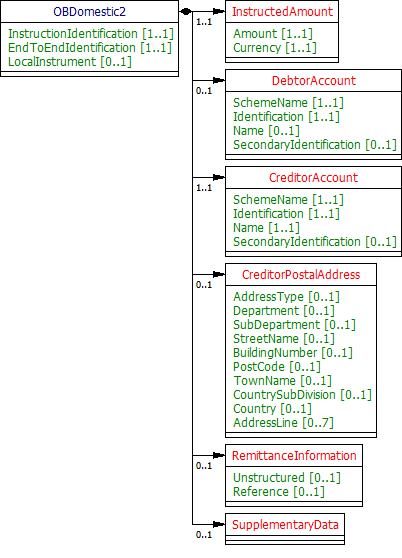 OBDomestic2
InstructionIdentification [1..1]
EndToEndIdentification [1..1]
LocalInstrument [0..1]
1..1
InstructedAmount
Amount [1..1]
Currency [1..1]
0..1
DebtorAccount
SchemeName [1..1]
Identification [1..1]
Name [0..1]
SecondaryIdentification [0..1]
1..1
CreditorAccount
SchemeName [1..1]
Identification [1..1]
Name [1..1]
SecondaryIdentification [0..1]
0..1
CreditorPostalAddress
AddressType [0..1]
Department [0..1]
SubDepartment [0..1]
StreetName [0..1]
BuildingNumber [0..1]
PostCode [0..1]
TownName [0..1]
CountrySubDivision [0..1]
Country [0..1]
AddressLine [0..7]
0..1
RemittanceInformation
Unstructured [0..1]
Reference [0..1]
0..1
SupplementaryData